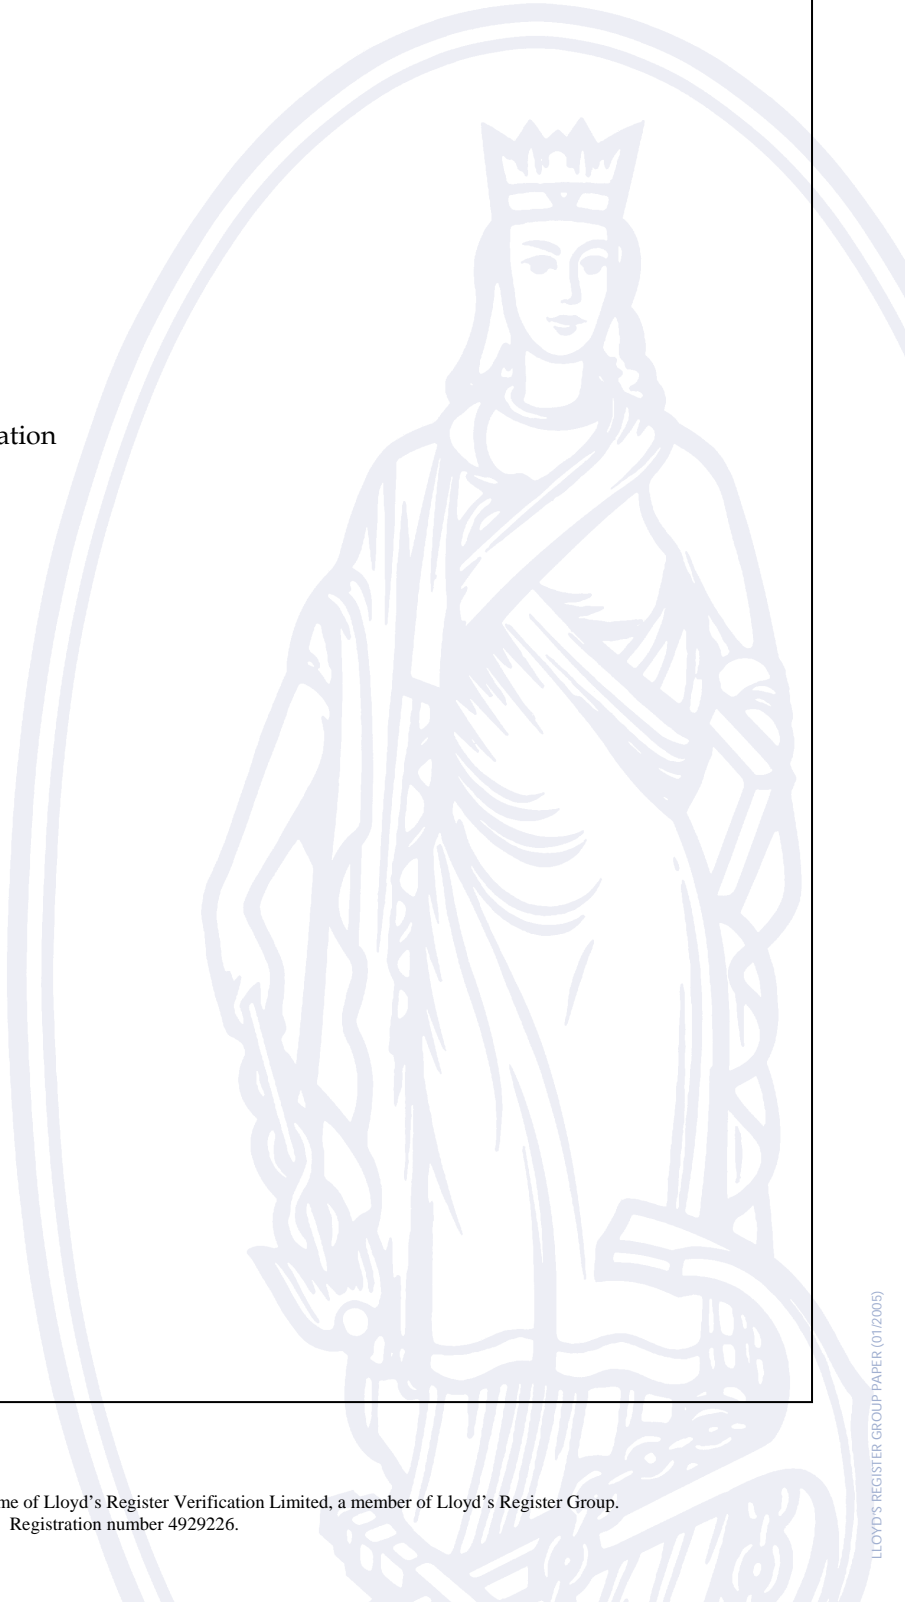 ation
me of Lloyd’s Register Verification Limited, a member of Lloyd’s Register Group.
Registration number 4929226.
LLOYD'S REGISTER GROUP PAPER (01/2005)